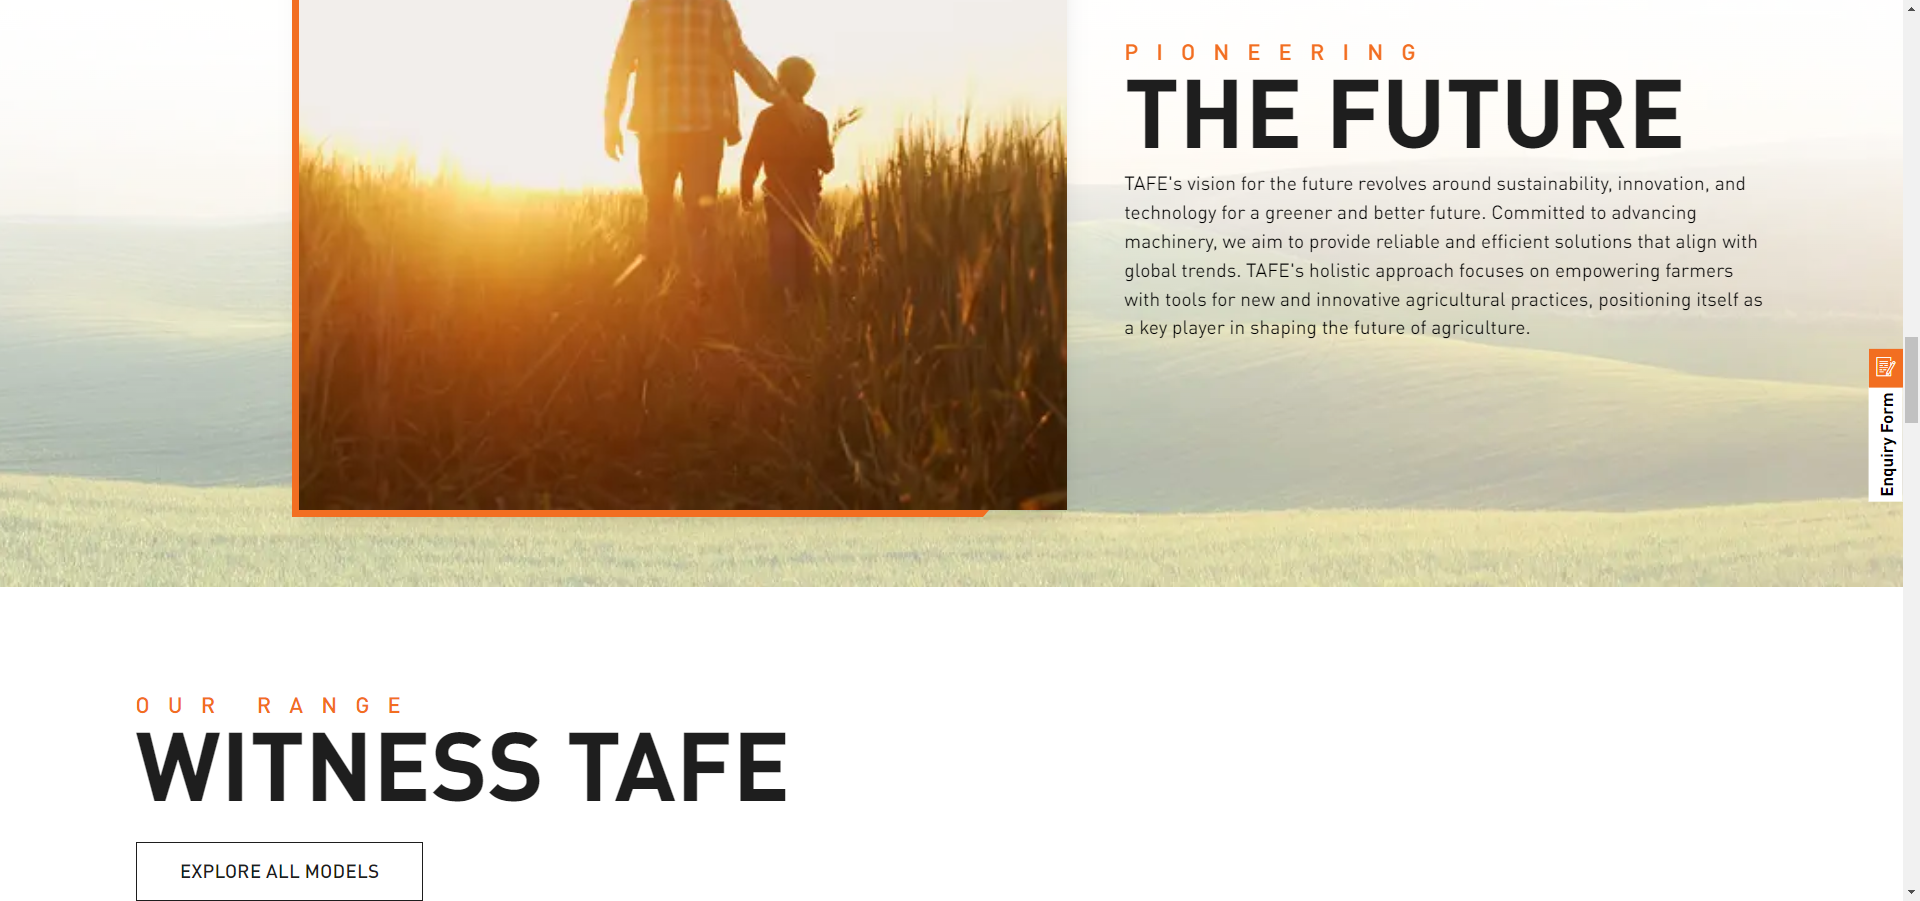 PIONEERING
THE FUTURE
TAFE's vision for the future revolves around sustainability, innovation, and
technology for a greener and better future. Committed to advancing
machinery, we aim to provide reliable and efficient solutions that align with
global trends. TAFE's holistic approach focuses on empowering farmers
with tools for new and innovative agricultural practices, positioning itself as
a key player in shaping the future of agriculture.
Enquiry Form
OUR RANGE
WITNESS TAFE
EXPLORE ALL MODELS